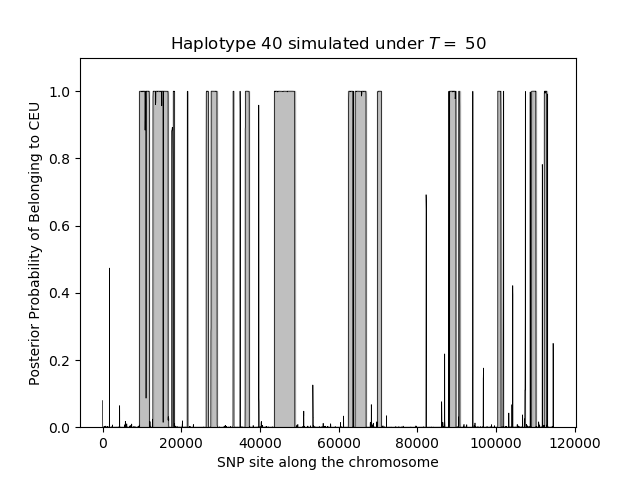 Haplotype 40 simulated under T = 50
Posterior Probability of Belonging to CEU
1.0
0.8
0.6
0.4
0.2
0.0
0 20000 40000 60000 80000 100000 120000
SNP site along the chromosome